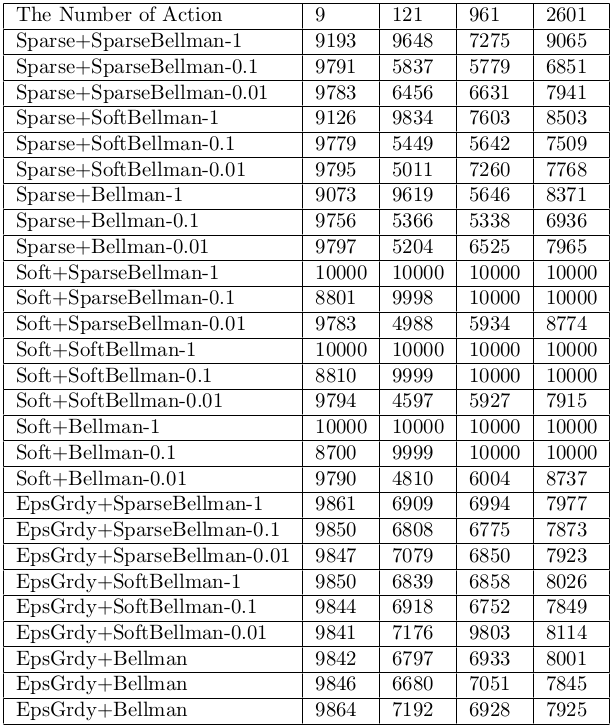 The Number of Action 9 121 961 2601
Sparse+SparseBellman-1 9193 9648 7275 9065
Sparse+SparseBellman-0.1 9791 5837 5779 6851
Sparse+SparseBellman-0.01 9783 6456 6631 7941
Sparse+SoftBellman-1 9126 9834 7603 8503
Sparse+SoftBellman-0.1 9779 5449 5642 7509
Sparse+SoftBellman-0.01 9795 5011 7260 7768
Sparse+Bellman-1 9073 9619 5646 8371
Sparse+Bellman-0.1 9756 5366 5338 6936
Sparse+Bellman-0.01 9797 5204 6525 7965
Soft+SparseBellman-1 10000 10000 10000 10000
Soft+SparseBellman-0.1 8801 9998 10000 10000
Soft+SparseBellman-0.01 9783 4988 5934 8774
Soft+SoftBellman-1 10000 10000 10000 10000
Soft+SoftBellman-0.1 8810 9999 10000 10000
Soft+SoftBellman-0.01 9794 4597 5927 7915
Soft+Bellman-1 10000 10000 10000 10000
Soft+Bellman-0.1 8700 9999 10000 10000
Soft+Bellman-0.01 9790 4810 6004 8737
EpsGrdy+SparseBellman-1 9861 6909 6994 7977
EpsGrdy+SparseBellman-0.1 9850 6808 6775 7873
EpsGrdy+SparseBellman-0.01 9847 7079 6850 7923
EpsGrdy+SoftBellman-1 9850 6839 6858 8026
EpsGrdy+SoftBellman-0.1 9844 6918 6752 7849
EpsGrdy+SoftBellman-0.01 9841 7176 9803 8114
EpsGrdy+Bellman 9842 6797 6933 8001
EpsGrdy+Bellman 9846 6680 7051 7845
EpsGrdy+Bellman 9864 7192 6928 7925